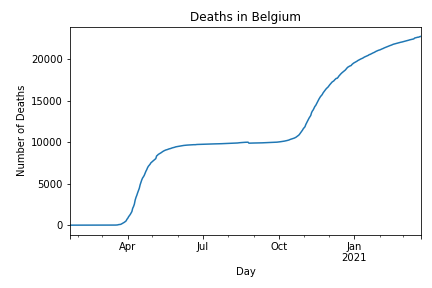 Deaths in Belgium
Number of Deaths
20000
15000
10000
5000
0
Apr
Jul
Oct
Jan
2021
Day